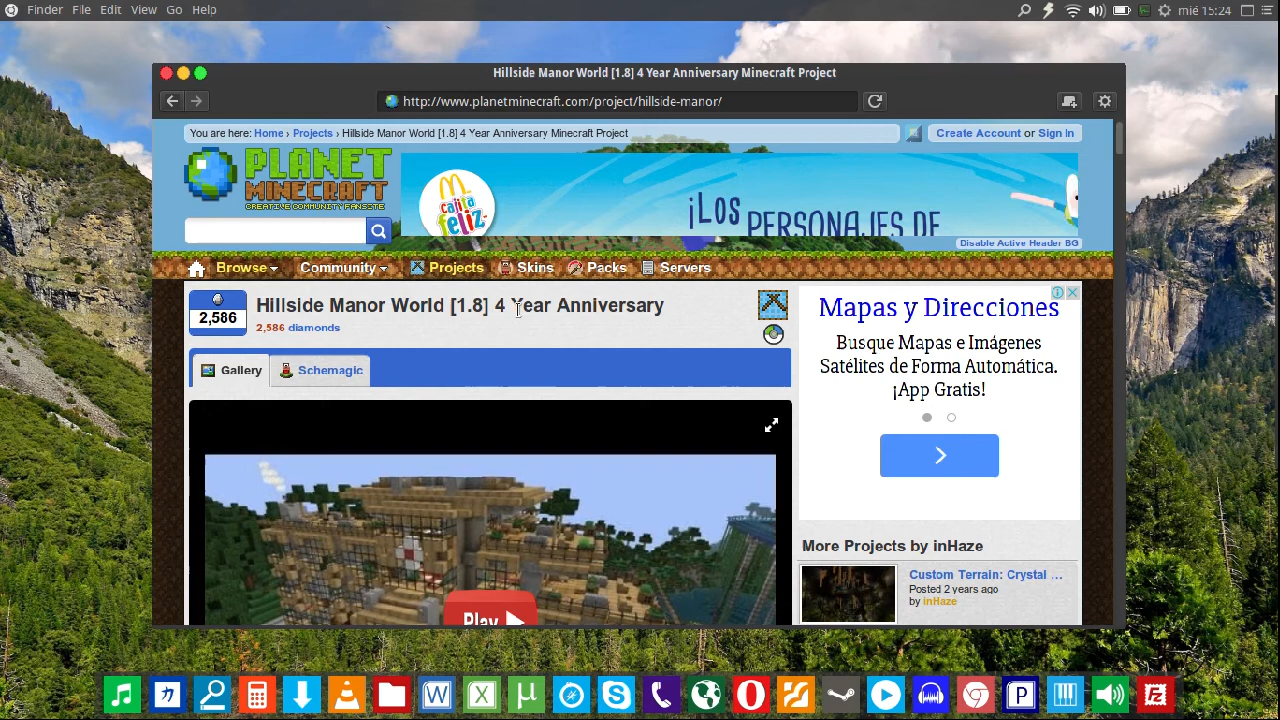 Finder File Edit View Go Help
mié 15:24
Hillside Manor World [1.8] 4 Year Anniversary Minecraft Project
http://www.planetminecraft.com/project/hillside-manor/
You are here: Home › Projects › Hillside Manor World [1.8] 4 Year Anniversary Minecraft Project
Create Account or Sign In
PLANET
MINECRAFT
CREATIVE COMMUNITY FANSITE
cajita
feliz
¡LOS PERSONAJES DE
Disable Active Header BG
Browse Community Projects Skins Packs Servers
2,586
Hillside Manor World [1.8] 4 Year Anniversary
2,586 diamonds
Gallery Schemagic
Play
Mapas y Direcciones
Busque Mapas e Imágenes
Satélites de Forma Automática.
¡App Gratis!
More Projects by inHaze
Custom Terrain: Crystal ...
Posted 2 years ago
by inHaze
カ W X µ S P FZ